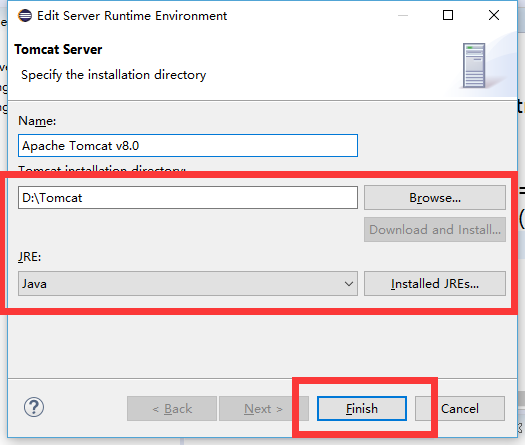 Edit Server Runtime Environment
Tomcat Server
Specify the installation directory
Name:
Apache Tomcat v8.0
Tomcat installation directory:
D:\Tomcat
Browse...
Download and Install...
JRE:
Java
Installed JREs...
?
< Back
Next >
Finish
Cancel